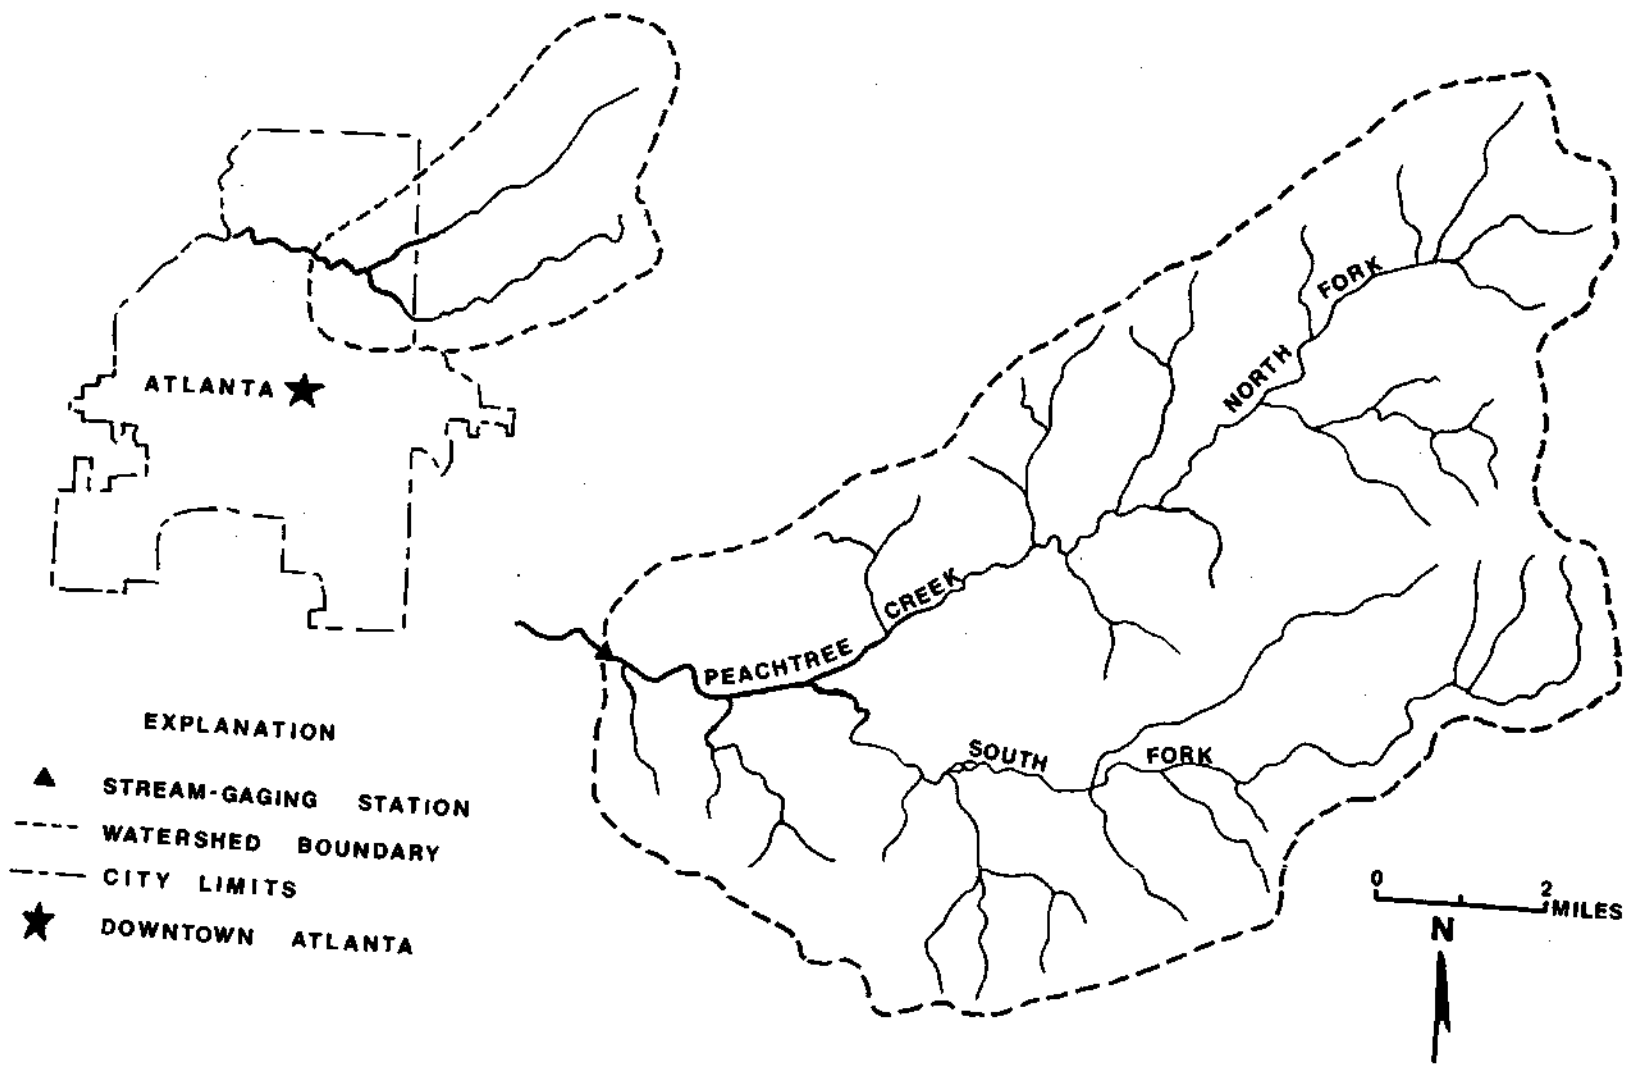 ATLANTA
FORK
NORTH
CREEK
PEACHTREE
SOUTH FORK
EXPLANATION
STREAM-GAGING STATION
WATERSHED BOUNDARY
CITY LIMITS
DOWNTOWN ATLANTA
0 2
MILES
N